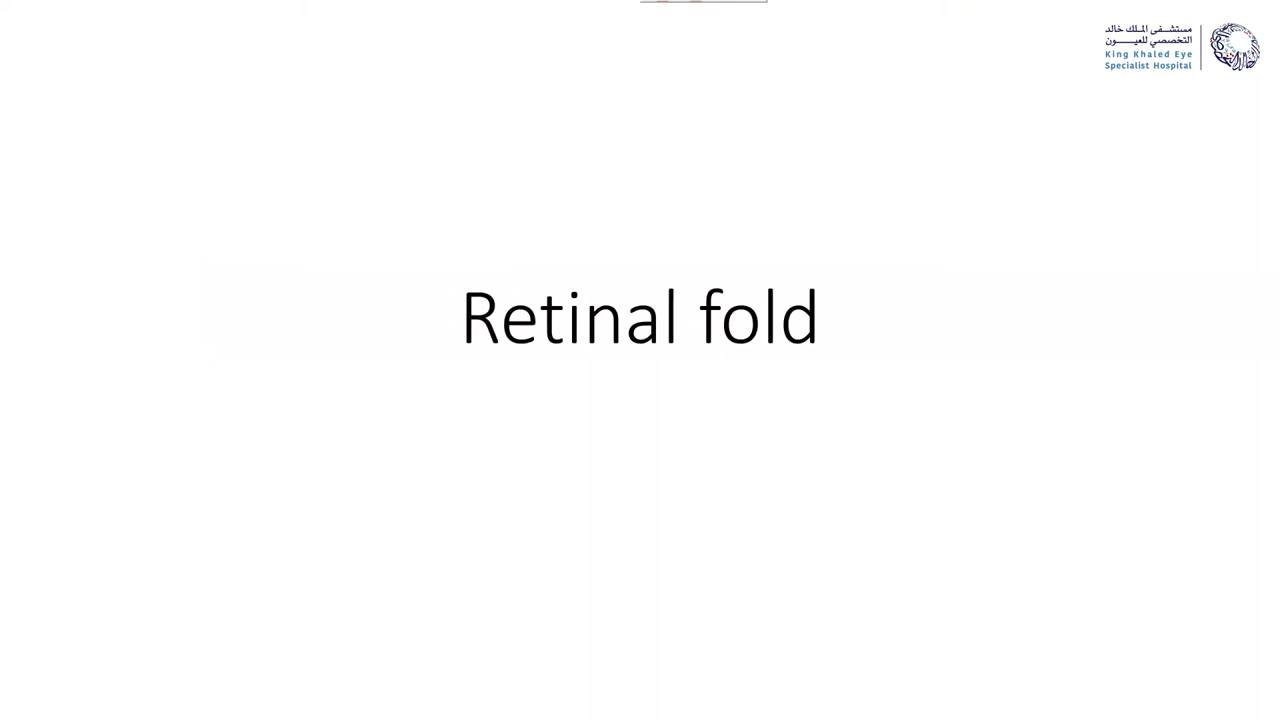 مستشفى الملك خالد
التخصصي للعيون
King Khaled Eye
Specialist Hospital
Retinal fold